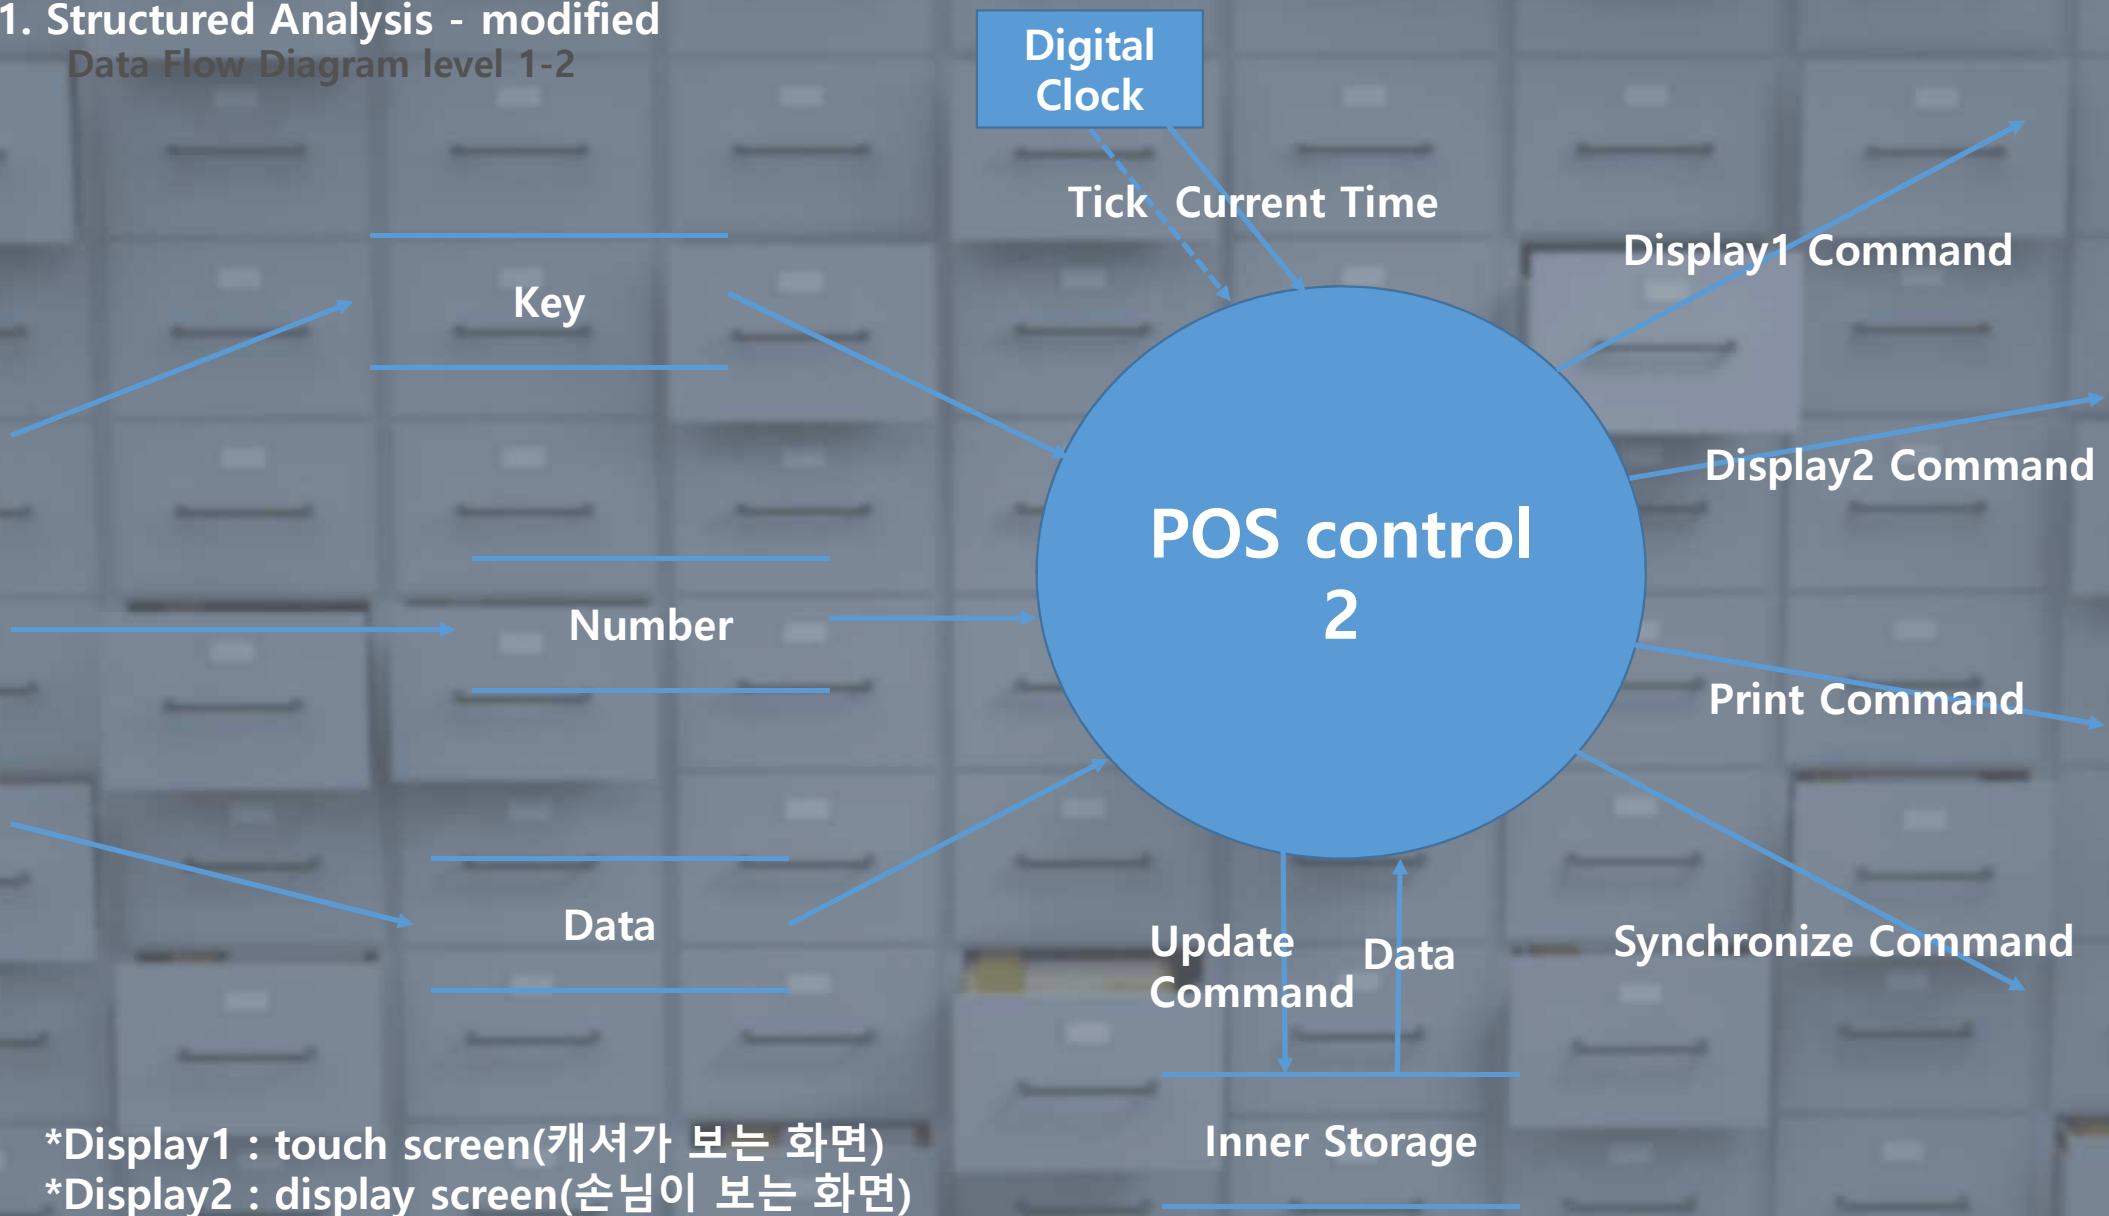 1. Structured Analysis - modified
Data Flow Diagram level 1-2
Digital
Clock
Tick Current Time
Display1 Command
Key
Display2 Command
POS control
2
Number
Print Command
Data
Update
Command
Data
Synchronize Command
Inner Storage
*Display1 : touch screen(캐셔가 보는 화면)
*Display2 : display screen(손님이 보는 화면)